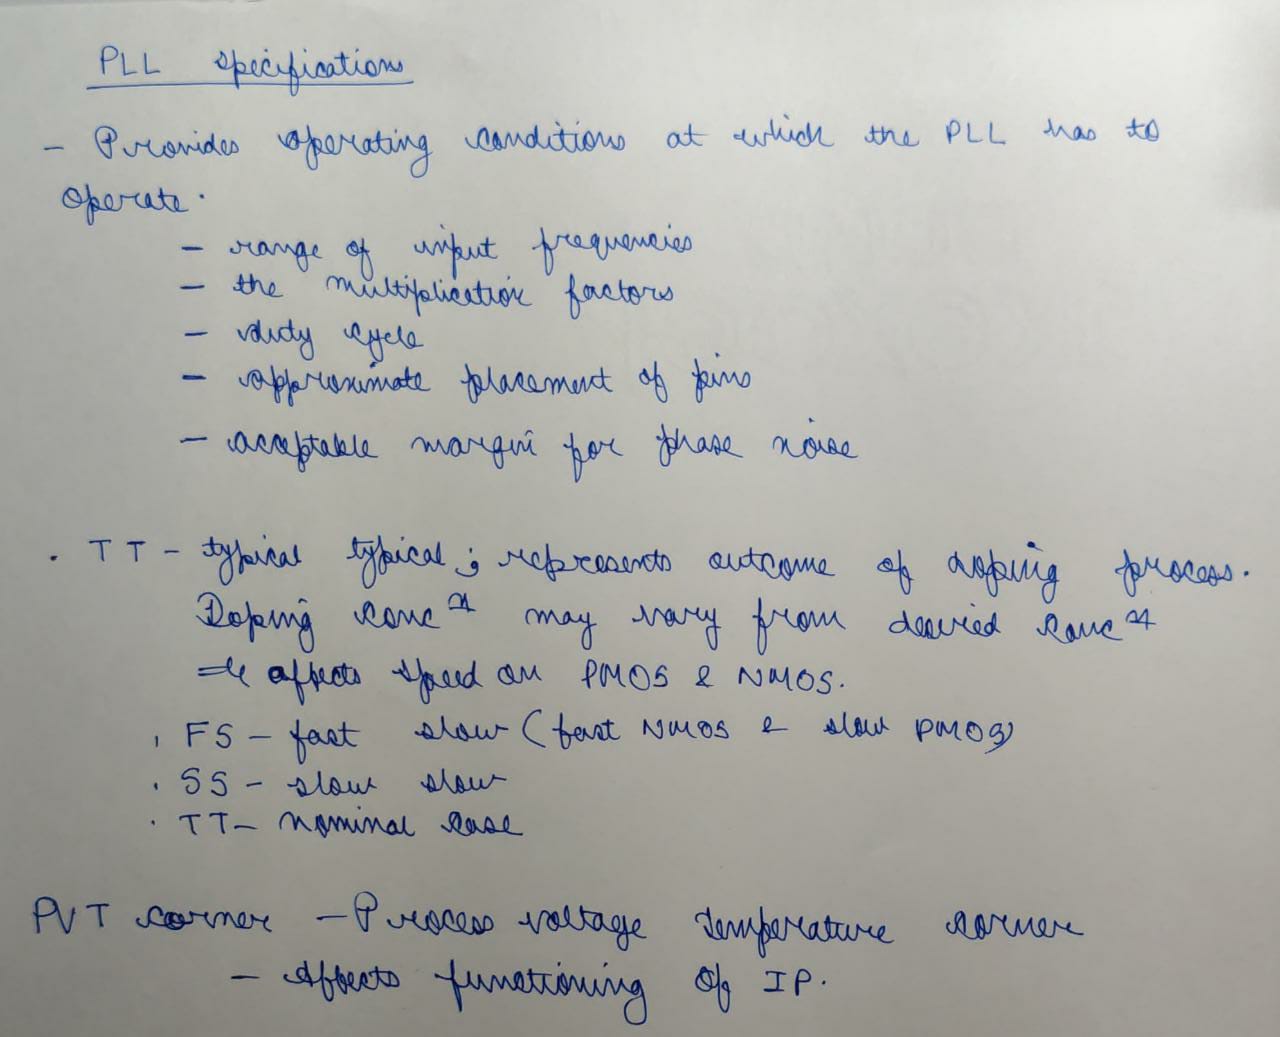 PLL specifications
- Provides operating conditions at which the PLL has to
operate.
- range of input frequencies
- the multiplication factors
- duty cycle
- approximate placement of pins
- acceptable margin for phase noise
. TT - typical typical ; represents outcome of doping process.
Doping concⁿ may vary from desired concⁿ
affects speed on PMOS & NMOS.
. FS - fast slow (fast NMOS & slow PMOS)
. SS - slow slow
. TT - nominal case
PVT corner - Process voltage temperature corner
- Affects functioning of IP.